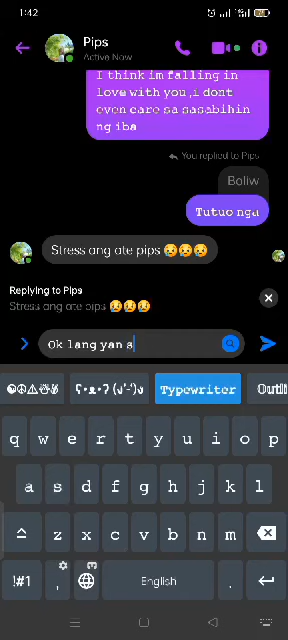 1:42
Pips
Active Now
I think im falling in
love with you ,i dont
even care sa sasabihin
ng iba
You replied to Pips
Boliw
Tutuo nga
Stress ang ate pips 😥😥😥
Replying to Pips
Stress ang ate pips 😥😥😥
Ok lang yan s
Typewriter
Outli
q w e r t y u i o p
a s d f g h j k l
z x c v b n m
!#1 , English .